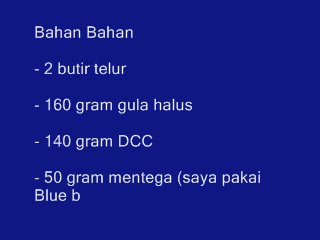 Bahan Bahan
- 2 butir telur
- 160 gram gula halus
- 140 gram DCC
- 50 gram mentega (saya pakai
Blue b